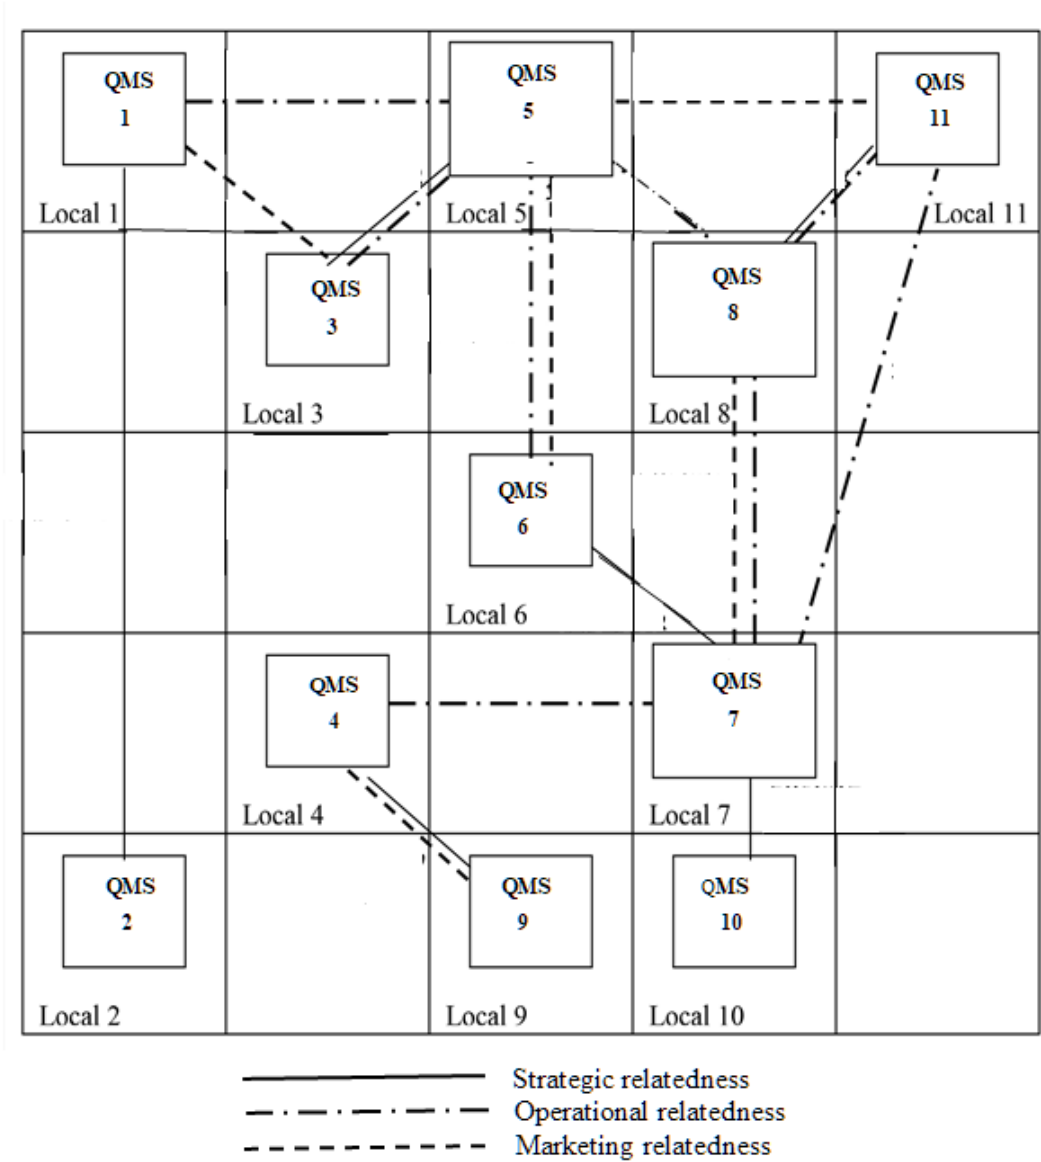 QMS
1
Local 1
QMS
5
Local 5
QMS
11
Local 11
QMS
3
Local 3
QMS
8
Local 8
QMS
6
Local 6
QMS
4
Local 4
QMS
7
Local 7
QMS
2
Local 2
QMS
9
Local 9
QMS
10
Local 10
Strategic relatedness
Operational relatedness
Marketing relatedness